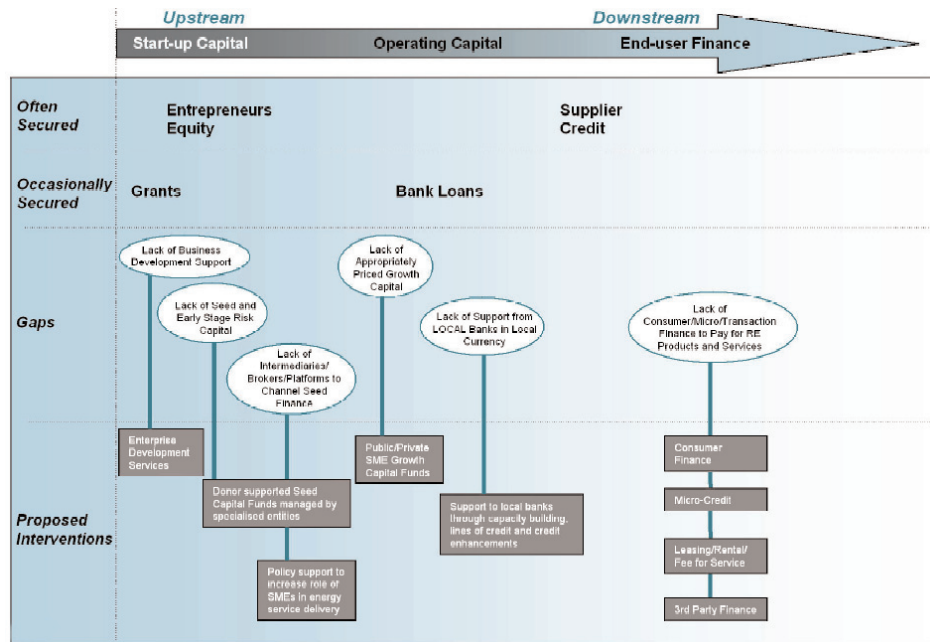 Upstream
Downstream
Start-up Capital
Operating Capital
End-user Finance
Often
Secured
Entrepreneurs
Equity
Supplier
Credit
Occasionally
Secured
Grants
Bank Loans
Gaps
Lack of Business
Development Support
Lack of Seed and
Early Stage Risk
Capital
Lack of
Intermediaries/
Brokers/Platforms to
Channel Seed
Finance
Lack of
Appropriately
Priced Growth
Capital
Lack of Support from
LOCAL Banks in Local
Currency
Lack of
Consumer/Micro/Transaction
Finance to Pay for RE
Products and Services
Proposed
Interventions
Enterprise
Development
Services
Donor supported Seed
Capital Funds managed by
specialised entities
Policy support to
increase role of
SMEs in energy
service delivery
Public/Private
SME Growth
Capital Funds
Support to local banks
through capacity building,
lines of credit and credit
enhancements
Consumer
Finance
Micro-Credit
Leasing/Rental/
Fee for Service
3rd Party Finance